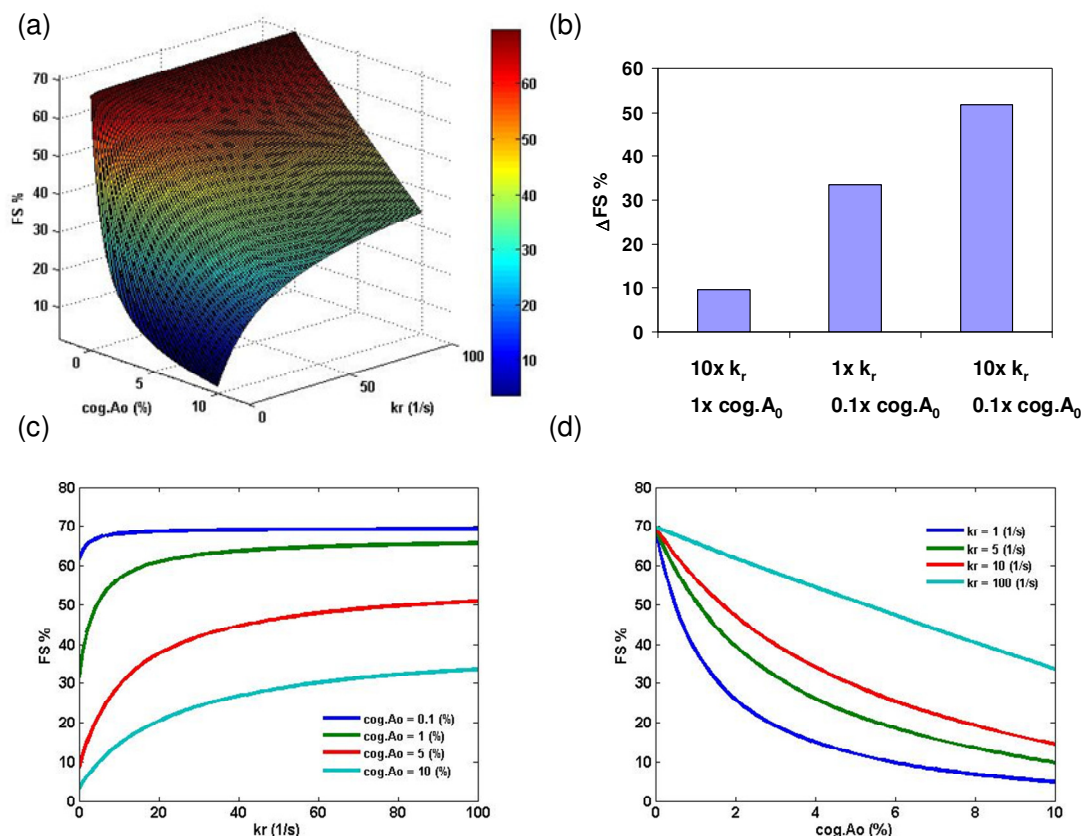 (a)
70
60
50
40
30
20
10
FS %
0
5
10
cog.Ao (%)
0
50
100
kr (1/s)
60
50
40
30
20
10
(b)
60
50
40
30
20
10
0
Δ FS %
10x kr
1x cog.A0
1x kr
0.1x cog.A0
10x kr
0.1x cog.A0
(c)
80
70
60
50
40
30
20
10
0
FS %
0 20 40 60 80 100
kr (1/s)
cog.Ao = 0.1 (%)
cog.Ao = 1 (%)
cog.Ao = 5 (%)
cog.Ao = 10 (%)
(d)
80
70
60
50
40
30
20
10
0
FS %
0 2 4 6 8 10
cog.Ao (%)
kr = 1 (1/s)
kr = 5 (1/s)
kr = 10 (1/s)
kr = 100 (1/s)